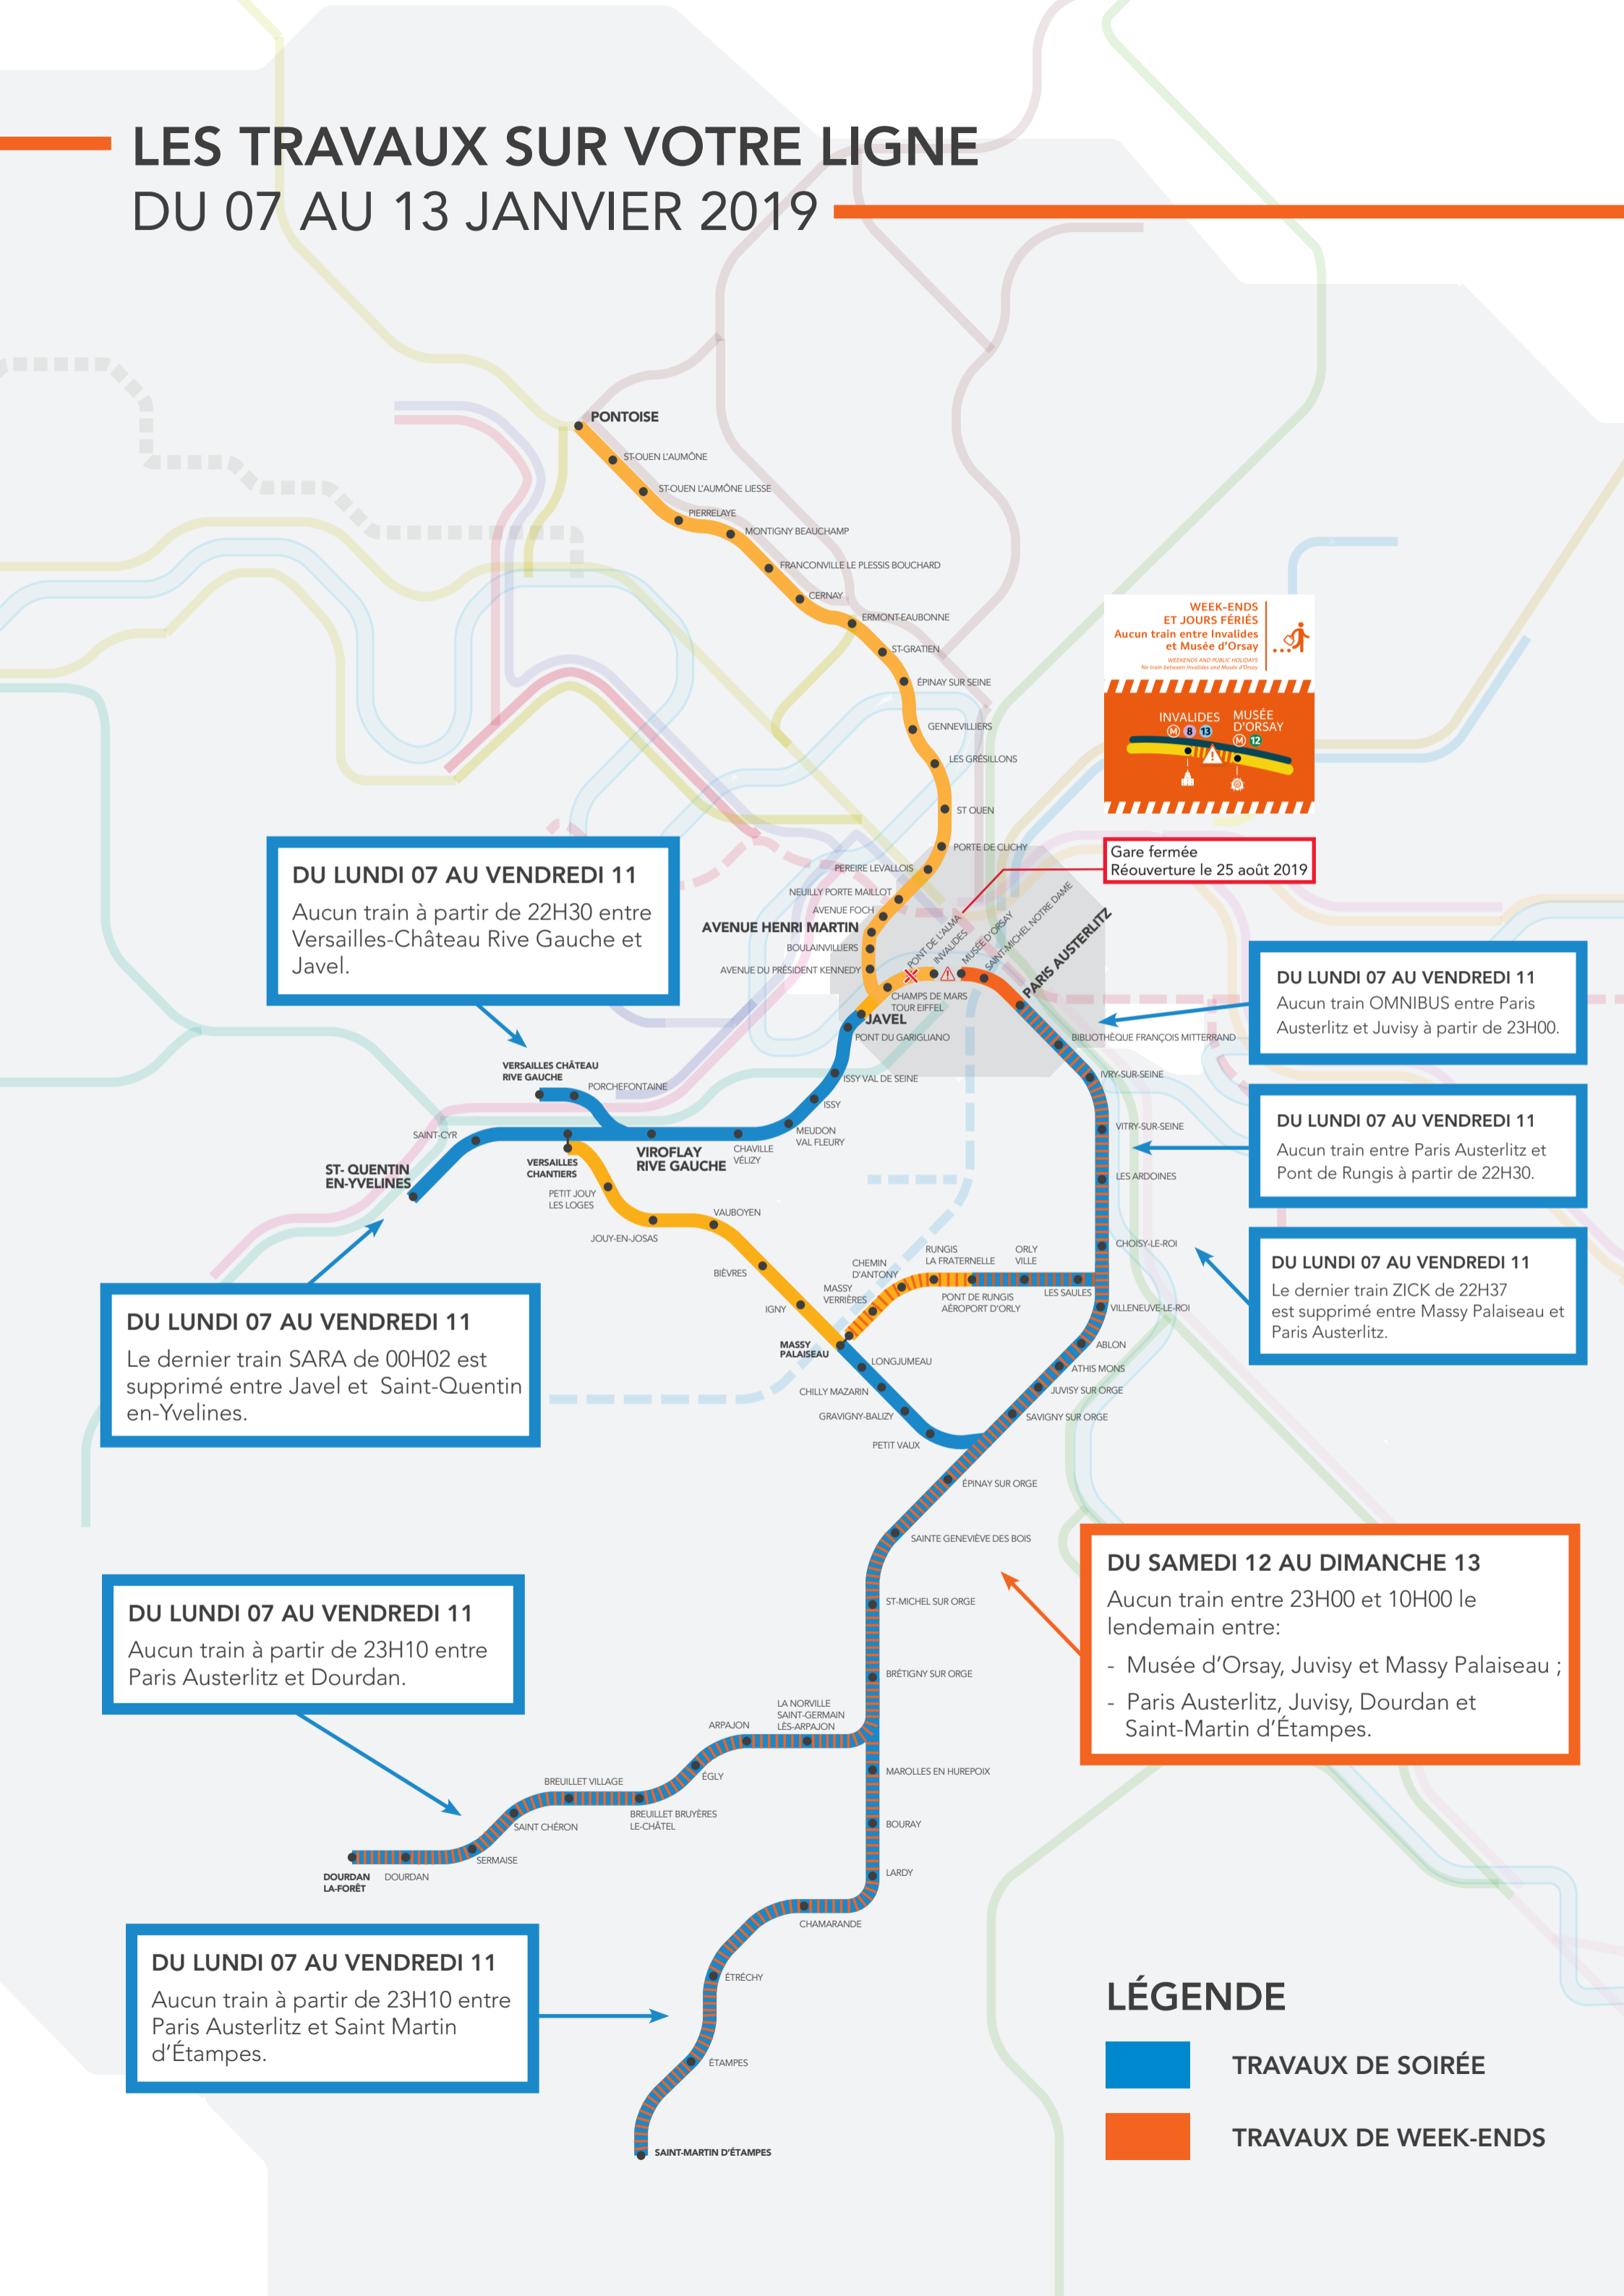 LES TRAVAUX SUR VOTRE LIGNE
DU 07 AU 13 JANVIER 2019
PONTOISE
ST-OUEN L'AUMÔNE
ST-OUEN L'AUMÔNE LIESSE
PIERRELAYE
MONTIGNY BEAUCHAMP
FRANCONVILLE LE PLESSIS BOUCHARD
CERNAY
ERMONT-EAUBONNE
ST-GRATIEN
ÉPINAY SUR SEINE
GENNEVILLIERS
LES GRÉSILLONS
ST OUEN
PORTE DE CLICHY
PEREIRE LEVALLOIS
NEUILLY PORTE MAILLOT
AVENUE FOCH
AVENUE HENRI MARTIN
BOULAINVILLIERS
AVENUE DU PRÉSIDENT KENNEDY
CHAMPS DE MARS
TOUR EIFFEL
PONT DE L'ALMA
INVALIDES
MUSÉE D'ORSAY
SAINT-MICHEL NOTRE DAME
PARIS AUSTERLITZ
WEEK-ENDS
ET JOURS FÉRIÉS
Aucun train entre Invalides
et Musée d'Orsay
WEEKENDS AND PUBLIC HOLIDAYS
No train between Invalides and Musée d'Orsay
INVALIDES
M 8 13
MUSÉE
D'ORSAY
M 12
Gare fermée
Réouverture le 25 août 2019
DU LUNDI 07 AU VENDREDI 11
Aucun train à partir de 22H30 entre
Versailles-Château Rive Gauche et
Javel.
DU LUNDI 07 AU VENDREDI 11
Aucun train OMNIBUS entre Paris
Austerlitz et Juvisy à partir de 23H00.
DU LUNDI 07 AU VENDREDI 11
Aucun train entre Paris Austerlitz et
Pont de Rungis à partir de 22H30.
DU LUNDI 07 AU VENDREDI 11
Le dernier train ZICK de 22H37
est supprimé entre Massy Palaiseau et
Paris Austerlitz.
JAVEL
PONT DU GARIGLIANO
ISSY VAL DE SEINE
ISSY
MEUDON
VAL FLEURY
CHAVILLE
VÉLIZY
VIROFLAY
RIVE GAUCHE
PORCHEFONTAINE
VERSAILLES CHÂTEAU
RIVE GAUCHE
SAINT-CYR
ST- QUENTIN
EN-YVELINES
VERSAILLES
CHANTIERS
PETIT JOUY
LES LOGES
JOUY-EN-JOSAS
VAUBOYEN
BIÈVRES
IGNY
MASSY
PALAISEAU
MASSY
VERRIÈRES
CHEMIN
D'ANTONY
RUNGIS
LA FRATERNELLE
PONT DE RUNGIS
AÉROPORT D'ORLY
ORLY
VILLE
LES SAULES
BIBLIOTHÈQUE FRANÇOIS MITTERRAND
IVRY-SUR-SEINE
VITRY-SUR-SEINE
LES ARDOINES
CHOISY-LE-ROI
VILLENEUVE-LE-ROI
ABLON
ATHIS MONS
JUVISY SUR ORGE
SAVIGNY SUR ORGE
LONGJUMEAU
CHILLY MAZARIN
GRAVIGNY-BALIZY
PETIT VAUX
ÉPINAY SUR ORGE
SAINTE GENEVIÈVE DES BOIS
ST-MICHEL SUR ORGE
BRÉTIGNY SUR ORGE
DU LUNDI 07 AU VENDREDI 11
Le dernier train SARA de 00H02 est
supprimé entre Javel et Saint-Quentin
en-Yvelines.
DU SAMEDI 12 AU DIMANCHE 13
Aucun train entre 23H00 et 10H00 le
lendemain entre:
- Musée d'Orsay, Juvisy et Massy Palaiseau ;
- Paris Austerlitz, Juvisy, Dourdan et
Saint-Martin d'Étampes.
DU LUNDI 07 AU VENDREDI 11
Aucun train à partir de 23H10 entre
Paris Austerlitz et Dourdan.
LA NORVILLE
SAINT-GERMAIN
LÈS-ARPAJON
ARPAJON
ÉGLY
BREUILLET BRUYÈRES
LE-CHÂTEL
BREUILLET VILLAGE
SAINT CHÉRON
SERMAISE
DOURDAN
DOURDAN
LA-FORÊT
MAROLLES EN HUREPOIX
BOURAY
LARDY
CHAMARANDE
ÉTRÉCHY
ÉTAMPES
SAINT-MARTIN D'ÉTAMPES
DU LUNDI 07 AU VENDREDI 11
Aucun train à partir de 23H10 entre
Paris Austerlitz et Saint Martin
d'Étampes.
LÉGENDE
TRAVAUX DE SOIRÉE
TRAVAUX DE WEEK-ENDS